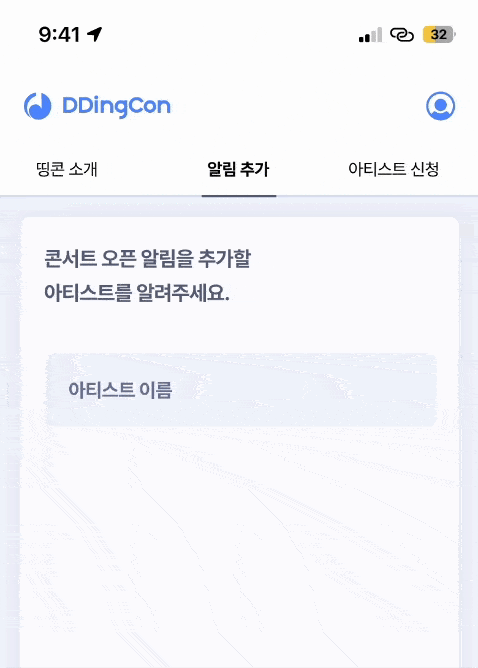 9:41
32
DDingCon
띵콘 소개 알림 추가 아티스트 신청
콘서트 오픈 알림을 추가할
아티스트를 알려주세요.
아티스트 이름